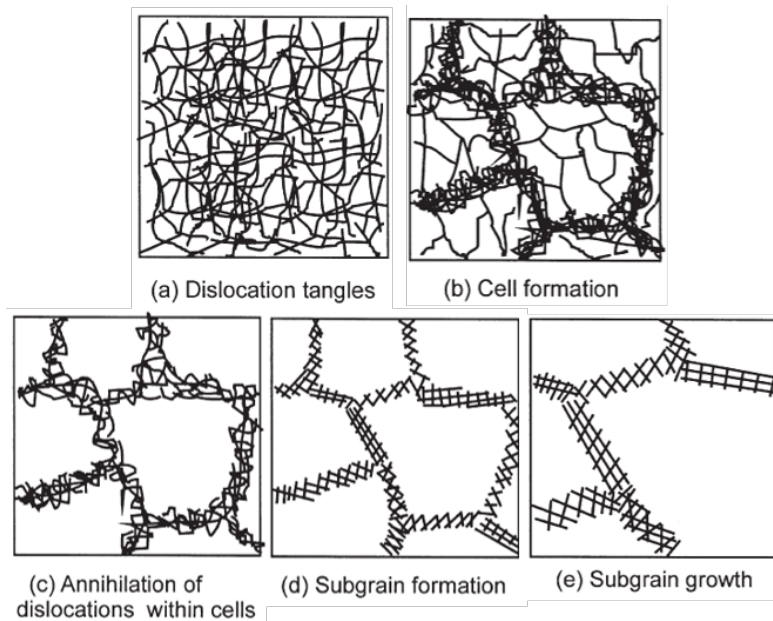 (a) Dislocation tangles
(b) Cell formation
(c) Annihilation of
dislocations within cells
(d) Subgrain formation
(e) Subgrain growth